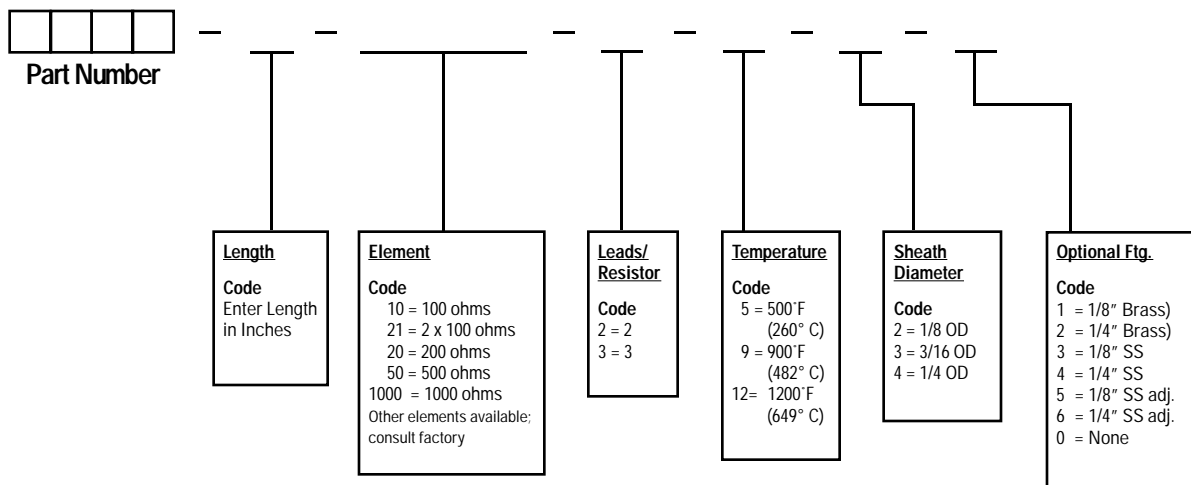 Part Number
Length
Code
Enter Length
in Inches
Element
Code
10 = 100 ohms
21 = 2 x 100 ohms
20 = 200 ohms
50 = 500 ohms
1000 = 1000 ohms
Other elements available;
consult factory
Leads/
Resistor
Code
2 = 2
3 = 3
Temperature
Code
5 = 500˚F
(260° C)
9 = 900˚F
(482° C)
12= 1200˚F
(649° C)
Sheath
Diameter
Code
2 = 1/8 OD
3 = 3/16 OD
4 = 1/4 OD
Optional Ftg.
Code
1 = 1/8″ Brass)
2 = 1/4″ Brass)
3 = 1/8″ SS
4 = 1/4″ SS
5 = 1/8″ SS adj.
6 = 1/4″ SS adj.
0 = None